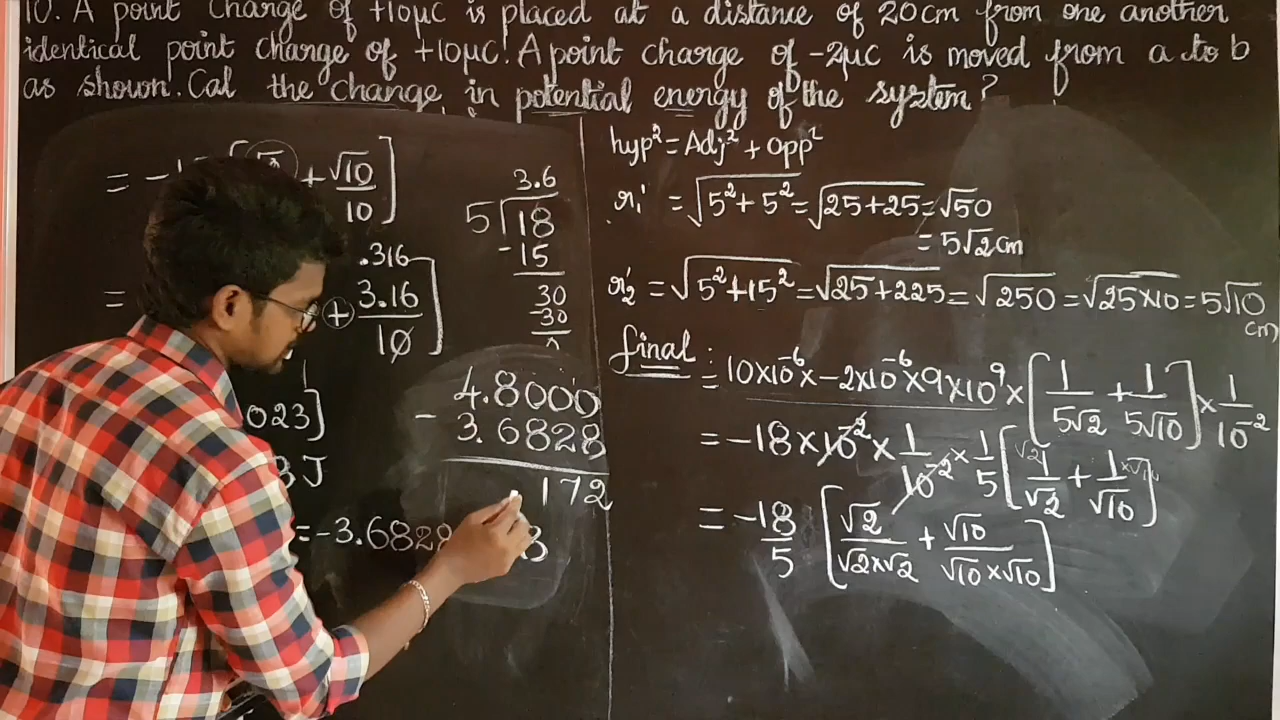 10. A point charge of +10μc is placed at a distance of 20cm from one another
identical point charge of +10μc. A point charge of -2μc is moved from a to b
as shown. Cal the change in potential energy of the system?
= -1 + √10/10]
.316
= + 3.16/10]
023]
3J
= -3.6828
3
3.6
5√18
-15
30
-30
4.8000
- 3.6828
172
hyp² = Adj² + Opp²
r₁' = √5²+5² = √25+25 = √50
= 5√2cm
r₂' = √5²+15² = √25+225 = √250 = √25×10 = 5√10 cm
final :
= 10×10⁻⁶×-2×10⁻⁶×9×10⁹×[1/5√2 + 1/5√10]×1/10⁻²
= -18×10⁻²×1/10⁻²×1/5[1/√2 + 1/√10]
= -18/5 [√2/√2×√2 + √10/√10×√10]